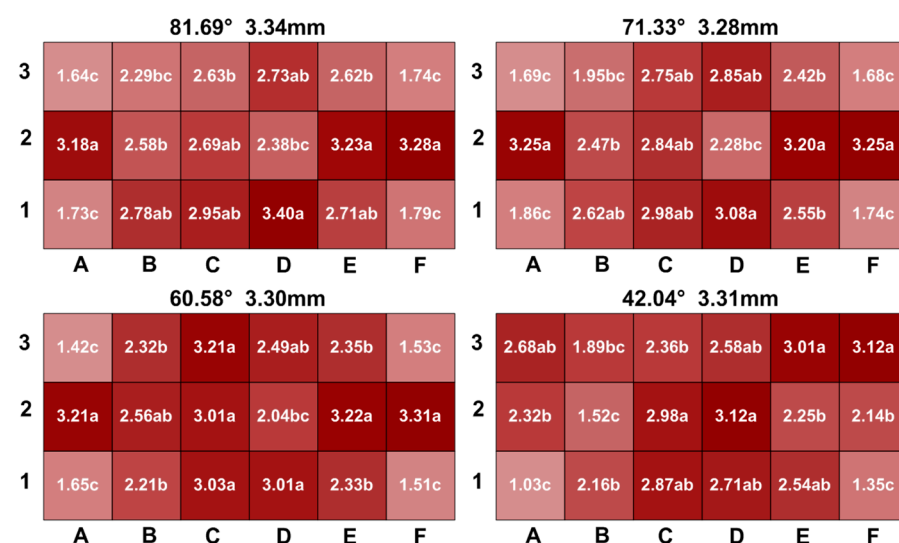 81.69° 3.34mm
3 1.64c 2.29bc 2.63b 2.73ab 2.62b 1.74c
2 3.18a 2.58b 2.69ab 2.38bc 3.23a 3.28a
1 1.73c 2.78ab 2.95ab 3.40a 2.71ab 1.79c
A B C D E F
71.33° 3.28mm
3 1.69c 1.95bc 2.75ab 2.85ab 2.42b 1.68c
2 3.25a 2.47b 2.84ab 2.28bc 3.20a 3.25a
1 1.86c 2.62ab 2.98ab 3.08a 2.55b 1.74c
A B C D E F
60.58° 3.30mm
3 1.42c 2.32b 3.21a 2.49ab 2.35b 1.53c
2 3.21a 2.56ab 3.01a 2.04bc 3.22a 3.31a
1 1.65c 2.21b 3.03a 3.01a 2.33b 1.51c
A B C D E F
42.04° 3.31mm
3 2.68ab 1.89bc 2.36b 2.58ab 3.01a 3.12a
2 2.32b 1.52c 2.98a 3.12a 2.25b 2.14b
1 1.03c 2.16b 2.87ab 2.71ab 2.54ab 1.35c
A B C D E F